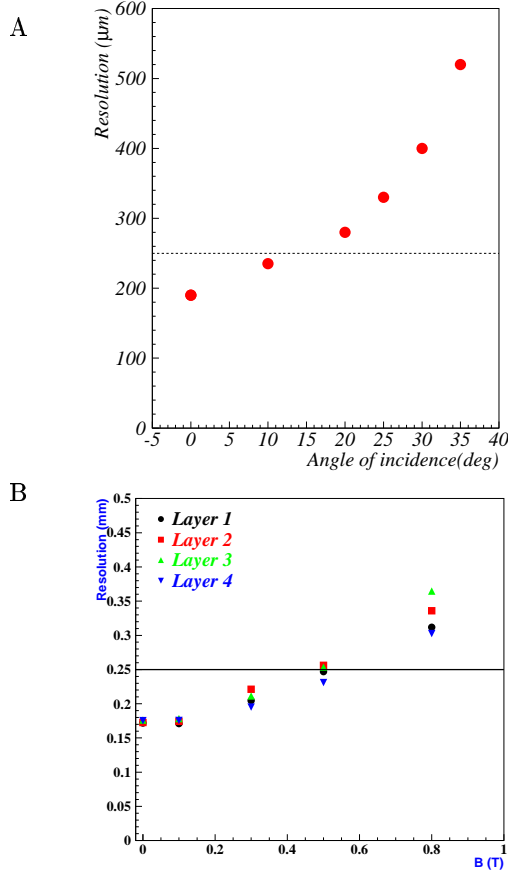 A
Resolution (μm)
600
500
400
300
200
100
0
-5 0 5 10 15 20 25 30 35 40
Angle of incidence(deg)
B
Resolution (mm)
0.5
0.45
0.4
0.35
0.3
0.25
0.2
0.15
0.1
0.05
0
Layer 1
Layer 2
Layer 3
Layer 4
0 0.2 0.4 0.6 0.8 1
B (T)